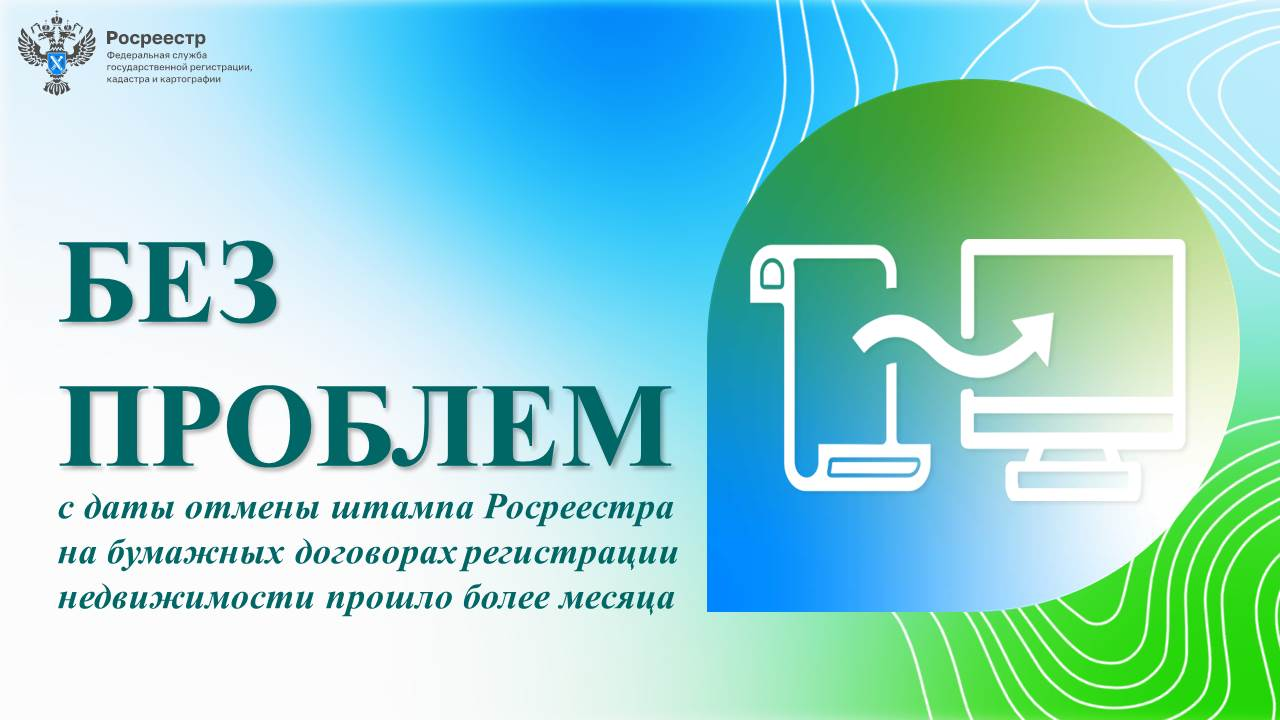 Росреестр
Федеральная служба
государственной регистрации,
кадастра и картографии
БЕЗ
ПРОБЛЕМ
с даты отмены штампа Росреестра
на бумажных договорах регистрации
недвижимости прошло более месяца